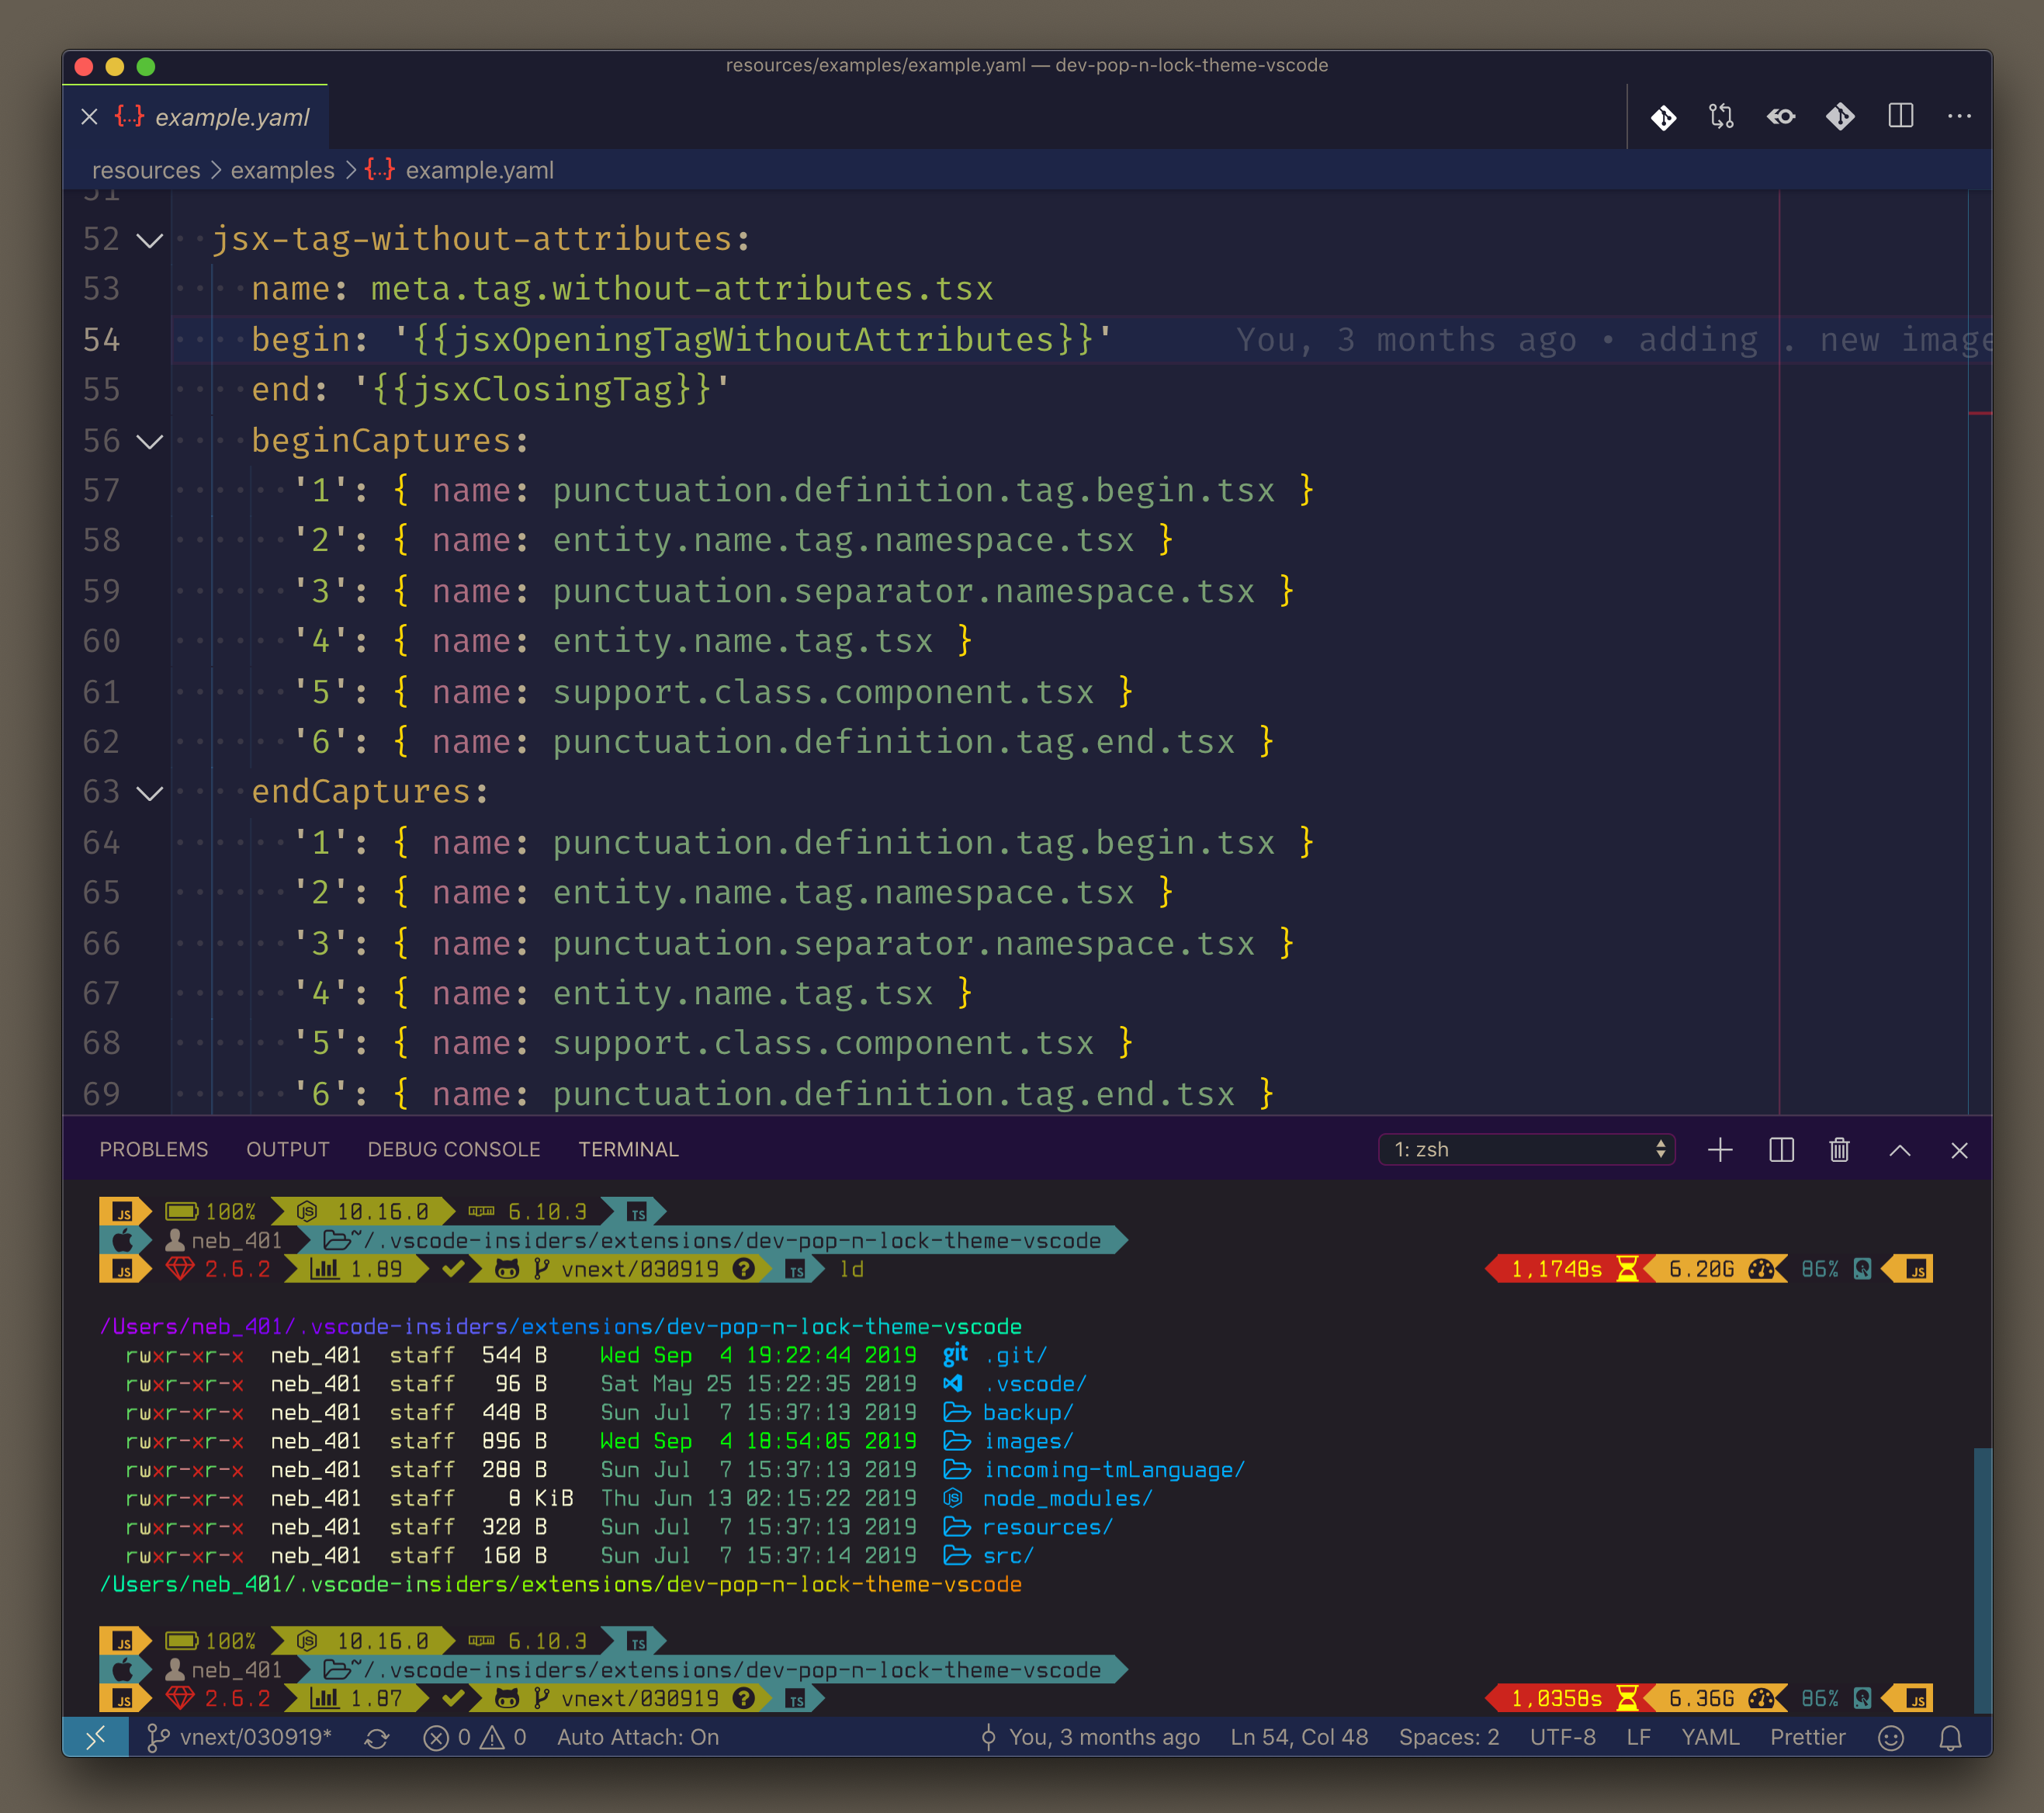 resources/examples/example.yaml — dev-pop-n-lock-theme-vscode
{...} example.yaml
resources > examples > {...} example.yaml
51
52 jsx-tag-without-attributes:
53 name: meta.tag.without-attributes.tsx
54 begin: '{{jsxOpeningTagWithoutAttributes}}' You, 3 months ago • adding . new image
55 end: '{{jsxClosingTag}}'
56 beginCaptures:
57 '1': { name: punctuation.definition.tag.begin.tsx }
58 '2': { name: entity.name.tag.namespace.tsx }
59 '3': { name: punctuation.separator.namespace.tsx }
60 '4': { name: entity.name.tag.tsx }
61 '5': { name: support.class.component.tsx }
62 '6': { name: punctuation.definition.tag.end.tsx }
63 endCaptures:
64 '1': { name: punctuation.definition.tag.begin.tsx }
65 '2': { name: entity.name.tag.namespace.tsx }
66 '3': { name: punctuation.separator.namespace.tsx }
67 '4': { name: entity.name.tag.tsx }
68 '5': { name: support.class.component.tsx }
69 '6': { name: punctuation.definition.tag.end.tsx }
PROBLEMS OUTPUT DEBUG CONSOLE TERMINAL 1: zsh
JS 100% JS 10.16.0 npm 6.10.3 TS
neb_401 ~/.vscode-insiders/extensions/dev-pop-n-lock-theme-vscode
JS 2.6.2 1.89 vnext/030919 ? TS ld 1,1748s 6.20G 86% JS
/Users/neb_401/.vscode-insiders/extensions/dev-pop-n-lock-theme-vscode
rwxr-xr-x neb_401 staff 544 B Wed Sep 4 19:22:44 2019 git .git/
rwxr-xr-x neb_401 staff 96 B Sat May 25 15:22:35 2019 .vscode/
rwxr-xr-x neb_401 staff 448 B Sun Jul 7 15:37:13 2019 backup/
rwxr-xr-x neb_401 staff 896 B Wed Sep 4 18:54:05 2019 images/
rwxr-xr-x neb_401 staff 288 B Sun Jul 7 15:37:13 2019 incoming-tmLanguage/
rwxr-xr-x neb_401 staff 8 KiB Thu Jun 13 02:15:22 2019 JS node_modules/
rwxr-xr-x neb_401 staff 320 B Sun Jul 7 15:37:13 2019 resources/
rwxr-xr-x neb_401 staff 160 B Sun Jul 7 15:37:14 2019 src/
/Users/neb_401/.vscode-insiders/extensions/dev-pop-n-lock-theme-vscode
JS 100% JS 10.16.0 npm 6.10.3 TS
neb_401 ~/.vscode-insiders/extensions/dev-pop-n-lock-theme-vscode
JS 2.6.2 1.87 vnext/030919 ? TS 1,0358s 6.36G 86% JS
vnext/030919* 0 0 Auto Attach: On You, 3 months ago Ln 54, Col 48 Spaces: 2 UTF-8 LF YAML Prettier